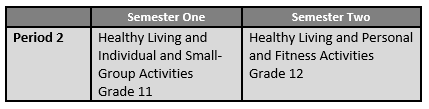 Semester One
Semester Two
Period 2
Healthy Living and
Individual and Small-
Group Activities
Grade 11
Healthy Living and Personal
and Fitness Activities
Grade 12